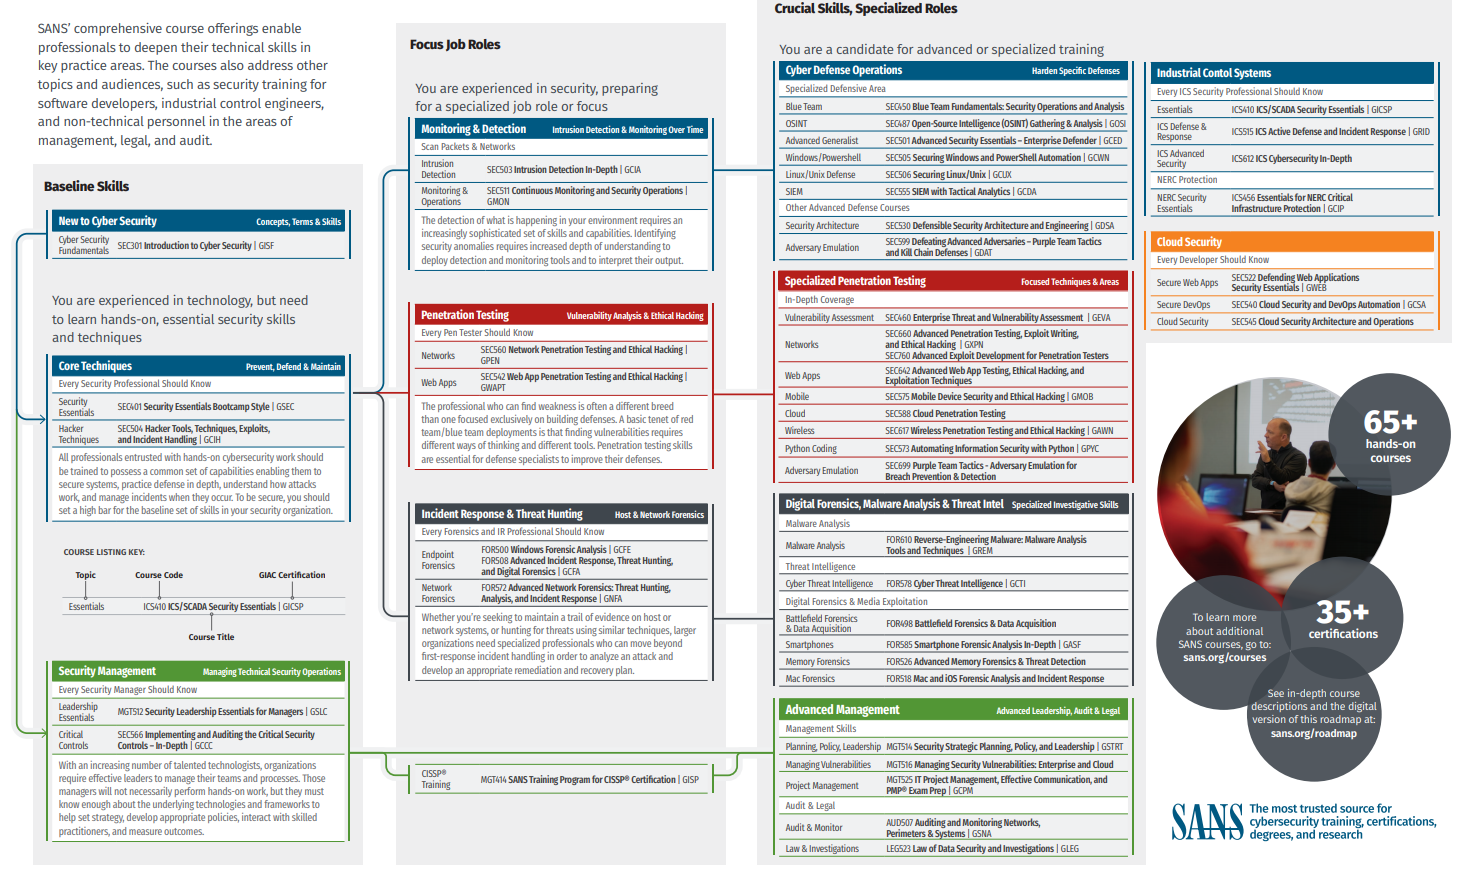 SANS' comprehensive course offerings enable
professionals to deepen their technical skills in
key practice areas. The courses also address other
topics and audiences, such as security training for
software developers, industrial control engineers,
and non-technical personnel in the areas of
management, legal, and audit.
Baseline Skills
New to Cyber Security Concepts, Terms & Skills
Cyber Security
Fundamentals
SEC301 Introduction to Cyber Security | GISF
You are experienced in technology, but need
to learn hands-on, essential security skills
and techniques
Core Techniques Prevent, Defend & Maintain
Every Security Professional Should Know
Security
Essentials
SEC401 Security Essentials Bootcamp Style | GSEC
Hacker
Techniques
SEC504 Hacker Tools, Techniques, Exploits,
and Incident Handling | GCIH
All professionals entrusted with hands-on cybersecurity work should
be trained to possess a common set of capabilities enabling them to
secure systems, practice defense in depth, understand how attacks
work, and manage incidents when they occur. To be secure, you should
set a high bar for the baseline set of skills in your security organization.
COURSE LISTING KEY:
Topic Course Code GIAC Certification
Essentials ICS410 ICS/SCADA Security Essentials | GICSP
Course Title
Security Management Managing Technical Security Operations
Every Security Manager Should Know
Leadership
Essentials
MGT512 Security Leadership Essentials for Managers | GSLC
Critical
Controls
SEC566 Implementing and Auditing the Critical Security
Controls – In-Depth | GCCC
With an increasing number of talented technologists, organizations
require effective leaders to manage their teams and processes. Those
managers will not necessarily perform hands-on work, but they must
know enough about the underlying technologies and frameworks to
help set strategy, develop appropriate policies, interact with skilled
practitioners, and measure outcomes.
Focus Job Roles
You are experienced in security, preparing
for a specialized job role or focus
Monitoring & Detection Intrusion Detection & Monitoring Over Time
Scan Packets & Networks
Intrusion
Detection
SEC503 Intrusion Detection In-Depth | GCIA
Monitoring &
Operations
SEC511 Continuous Monitoring and Security Operations |
GMON
The detection of what is happening in your environment requires an
increasingly sophisticated set of skills and capabilities. Identifying
security anomalies requires increased depth of understanding to
deploy detection and monitoring tools and to interpret their output.
Penetration Testing Vulnerability Analysis & Ethical Hacking
Every Pen Tester Should Know
Networks
SEC560 Network Penetration Testing and Ethical Hacking |
GPEN
Web Apps
SEC542 Web App Penetration Testing and Ethical Hacking |
GWAPT
The professional who can find weakness is often a different breed
than one focused exclusively on building defenses. A basic tenet of red
team/blue team deployments is that finding vulnerabilities requires
different ways of thinking and different tools. Penetration testing skills
are essential for defense specialists to improve their defenses.
Incident Response & Threat Hunting Host & Network Forensics
Every Forensics and IR Professional Should Know
Endpoint
Forensics
FOR500 Windows Forensic Analysis | GCFE
FOR508 Advanced Incident Response, Threat Hunting,
and Digital Forensics | GCFA
Network
Forensics
FOR572 Advanced Network Forensics: Threat Hunting,
Analysis, and Incident Response | GNFA
Whether you're seeking to maintain a trail of evidence on host or
network systems, or hunting for threats using similar techniques, larger
organizations need specialized professionals who can move beyond
first-response incident handling in order to analyze an attack and
develop an appropriate remediation and recovery plan.
CISSP®
Training
MGT414 SANS Training Program for CISSP® Certification | GISP
Crucial Skills, Specialized Roles
You are a candidate for advanced or specialized training
Cyber Defense Operations Harden Specific Defenses
Specialized Defensive Area
Blue Team SEC450 Blue Team Fundamentals: Security Operations and Analysis
OSINT SEC487 Open-Source Intelligence (OSINT) Gathering & Analysis | GOSI
Advanced Generalist SEC501 Advanced Security Essentials – Enterprise Defender | GCED
Windows/Powershell SEC505 Securing Windows and PowerShell Automation | GCWN
Linux/Unix Defense SEC506 Securing Linux/Unix | GCUX
SIEM SEC555 SIEM with Tactical Analytics | GCDA
Other Advanced Defense Courses
Security Architecture SEC530 Defensible Security Architecture and Engineering | GDSA
Adversary Emulation
SEC599 Defeating Advanced Adversaries – Purple Team Tactics
and Kill Chain Defenses | GDAT
Specialized Penetration Testing Focused Techniques & Areas
In-Depth Coverage
Vulnerability Assessment SEC460 Enterprise Threat and Vulnerability Assessment | GEVA
Networks
SEC660 Advanced Penetration Testing, Exploit Writing,
and Ethical Hacking | GXPN
SEC760 Advanced Exploit Development for Penetration Testers
Web Apps
SEC642 Advanced Web App Testing, Ethical Hacking, and
Exploitation Techniques
Mobile SEC575 Mobile Device Security and Ethical Hacking | GMOB
Cloud SEC588 Cloud Penetration Testing
Wireless SEC617 Wireless Penetration Testing and Ethical Hacking | GAWN
Python Coding SEC573 Automating Information Security with Python | GPYC
Adversary Emulation
SEC699 Purple Team Tactics - Adversary Emulation for
Breach Prevention & Detection
Digital Forensics, Malware Analysis & Threat Intel Specialized Investigative Skills
Malware Analysis
Malware Analysis
FOR610 Reverse-Engineering Malware: Malware Analysis
Tools and Techniques | GREM
Threat Intelligence
Cyber Threat Intelligence FOR578 Cyber Threat Intelligence | GCTI
Digital Forensics & Media Exploitation
Battlefield Forensics
& Data Acquisition
FOR498 Battlefield Forensics & Data Acquisition
Smartphones FOR585 Smartphone Forensic Analysis In-Depth | GASF
Memory Forensics FOR526 Advanced Memory Forensics & Threat Detection
Mac Forensics FOR518 Mac and iOS Forensic Analysis and Incident Response
Advanced Management Advanced Leadership, Audit & Legal
Management Skills
Planning, Policy, Leadership MGT514 Security Strategic Planning, Policy, and Leadership | GSTRT
Managing Vulnerabilities MGT516 Managing Security Vulnerabilities: Enterprise and Cloud
Project Management
MGT525 IT Project Management, Effective Communication, and
PMP® Exam Prep | GCPM
Audit & Legal
Audit & Monitor
AUD507 Auditing and Monitoring Networks,
Perimeters & Systems | GSNA
Law & Investigations LEG523 Law of Data Security and Investigations | GLEG
Industrial Contol Systems
Every ICS Security Professional Should Know
Essentials ICS410 ICS/SCADA Security Essentials | GICSP
ICS Defense &
Response
ICS515 ICS Active Defense and Incident Response | GRID
ICS Advanced
Security
ICS612 ICS Cybersecurity In-Depth
NERC Protection
NERC Security
Essentials
ICS456 Essentials for NERC Critical
Infrastructure Protection | GCIP
Cloud Security
Every Developer Should Know
Secure Web Apps
SEC522 Defending Web Applications
Security Essentials | GWEB
Secure DevOps SEC540 Cloud Security and DevOps Automation | GCSA
Cloud Security SEC545 Cloud Security Architecture and Operations
65+
hands-on
courses
35+
certifications
To learn more
about additional
SANS courses, go to:
sans.org/courses
See in-depth course
descriptions and the digital
version of this roadmap at:
sans.org/roadmap
SANS
The most trusted source for
cybersecurity training, certifications,
degrees, and research